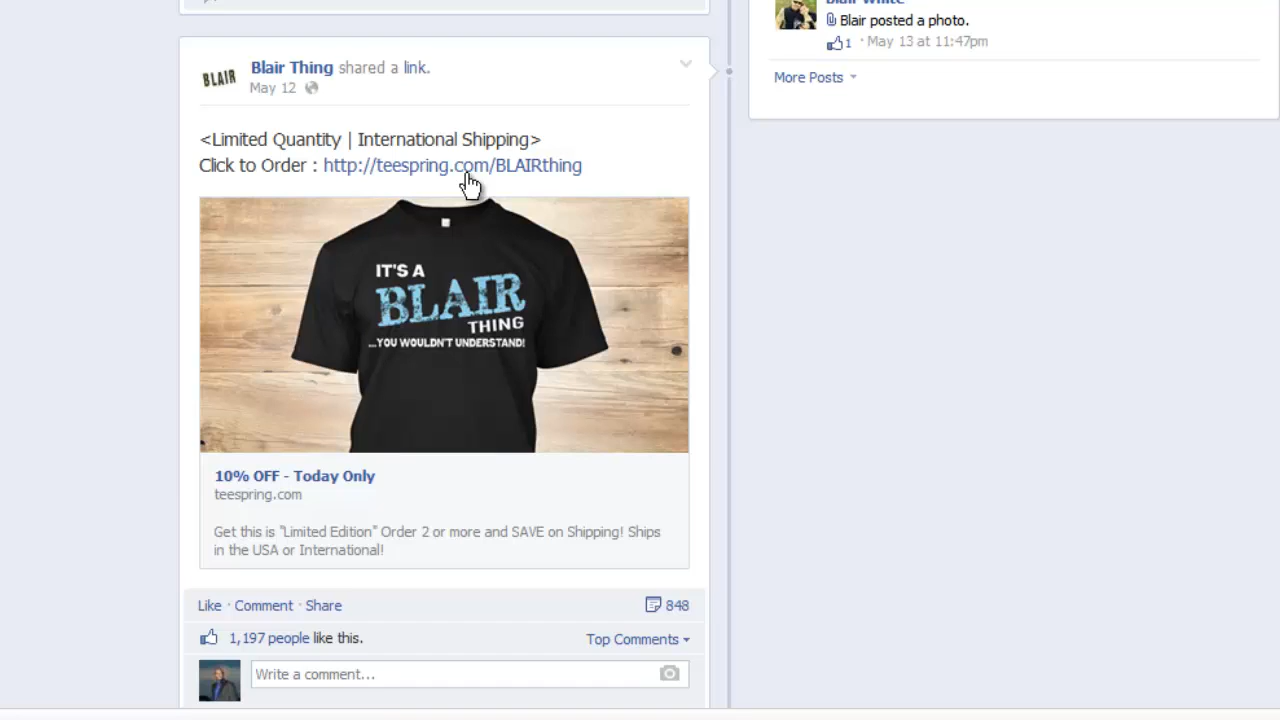 Blair White
Blair posted a photo.
1 · May 13 at 11:47pm
More Posts
BLAIR
Blair Thing shared a link.
May 12
<Limited Quantity | International Shipping>
Click to Order : http://teespring.com/BLAIRthing
IT'S A
BLAIR
THING
...YOU WOULDN'T UNDERSTAND!
10% OFF - Today Only
teespring.com
Get this is "Limited Edition" Order 2 or more and SAVE on Shipping! Ships
in the USA or International!
Like · Comment · Share
848
1,197 people like this.
Top Comments
Write a comment...